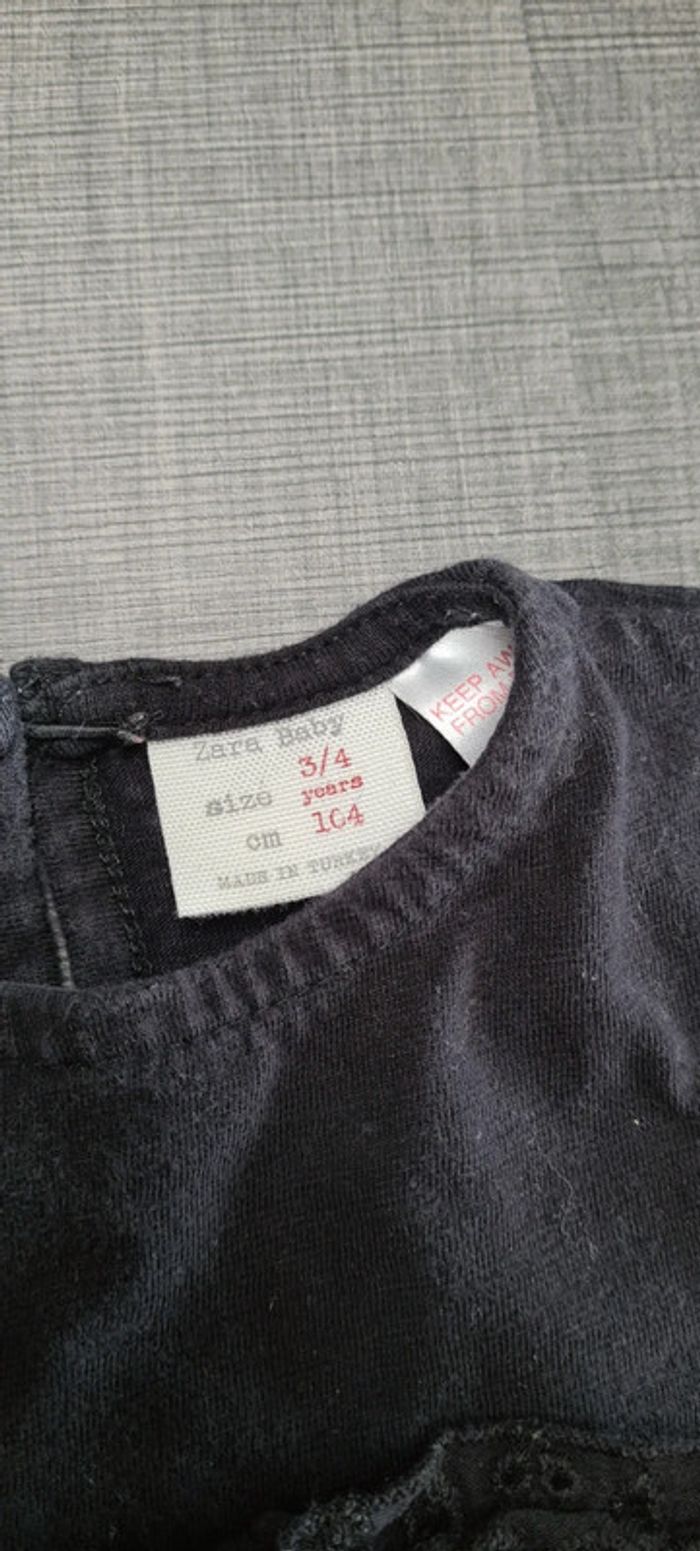 Zara Baby
size 3/4 years
cm 104
MADE IN TURKEY
KEEP AW
FROM